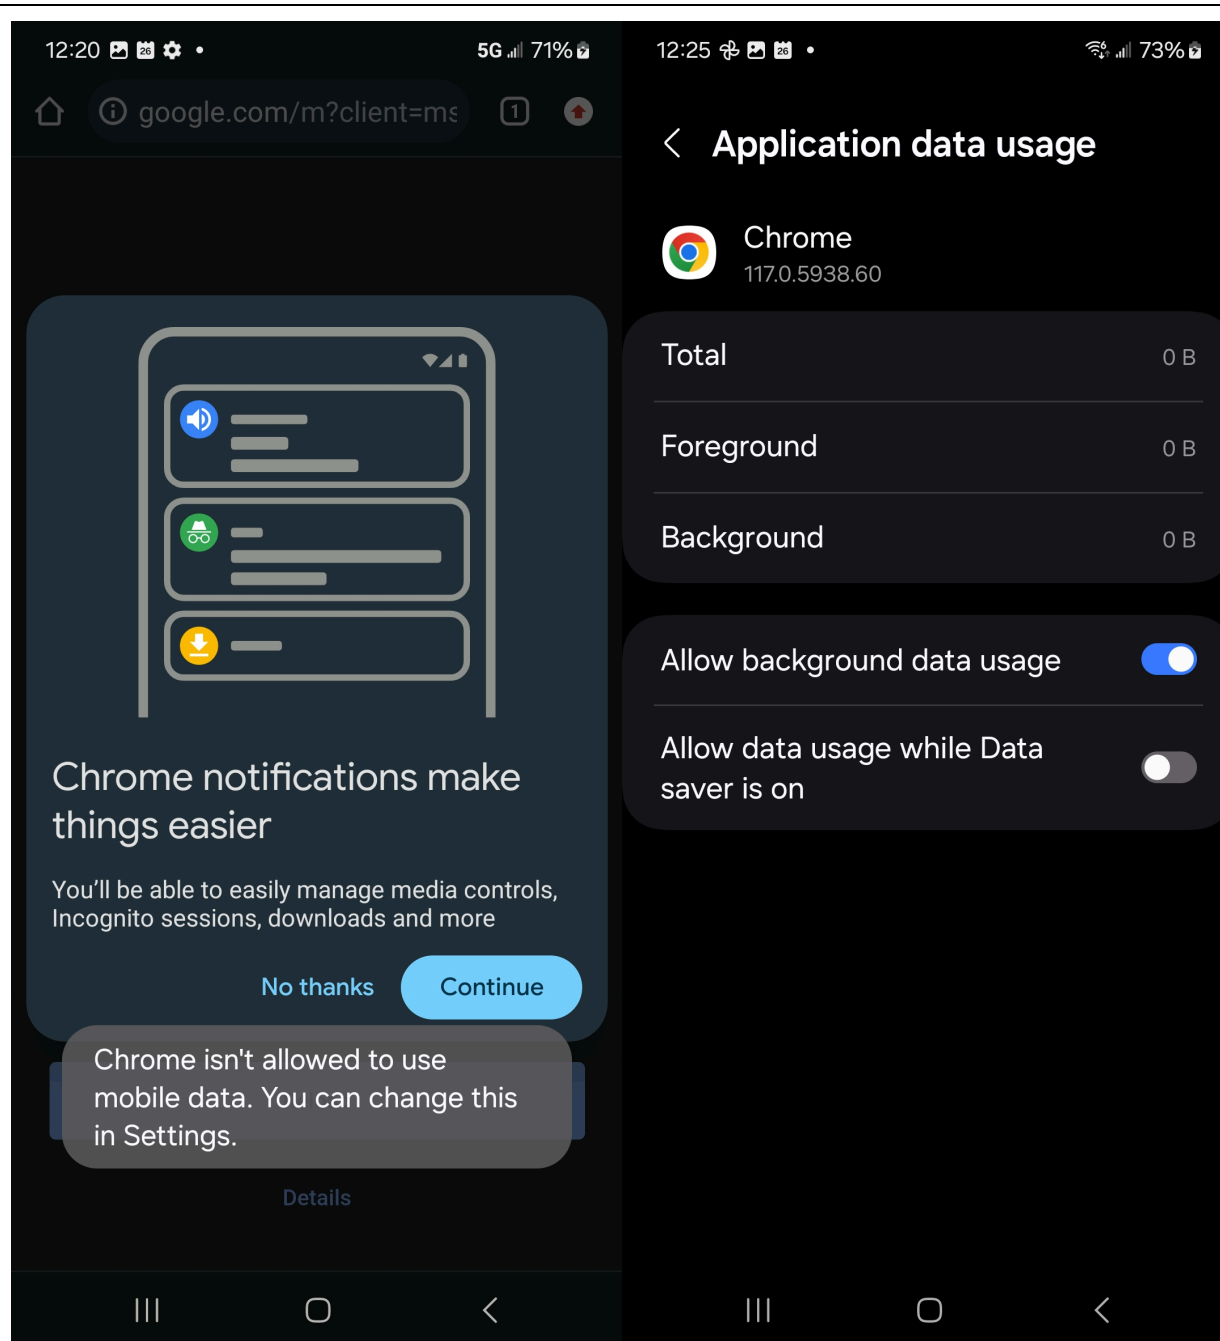 12:20
26
5G
71%
google.com/m?client=ms
1
Chrome notifications make
things easier
You'll be able to easily manage media controls,
Incognito sessions, downloads and more
No thanks
Continue
Chrome isn't allowed to use
mobile data. You can change this
in Settings.
Details
12:25
26
6
73%
Application data usage
Chrome
117.0.5938.60
Total
0 B
Foreground
0 B
Background
0 B
Allow background data usage
Allow data usage while Data
saver is on